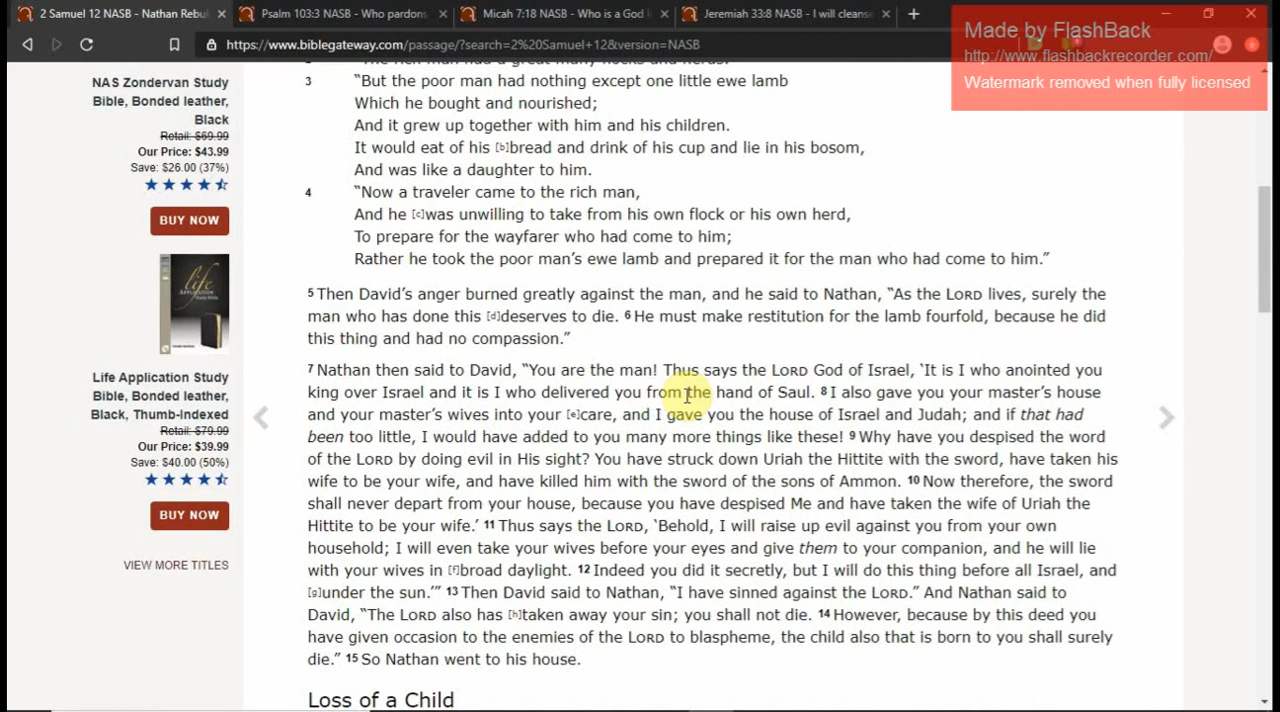 2 Samuel 12 NASB - Nathan Rebu
Psalm 103:3 NASB - Who pardons
Micah 7:18 NASB - Who is a God l
Jeremiah 33:8 NASB - I will cleanse
https://www.biblegateway.com/passage/?search=2%20Samuel+12&version=NASB
Made by FlashBack
http://www.flashbackrecorder.com/
Watermark removed when fully licensed
NAS Zondervan Study
Bible, Bonded leather,
Black
Retail: $69.99
Our Price: $43.99
Save: $26.00 (37%)
BUY NOW
Life Application Study
Bible, Bonded leather,
Black, Thumb-Indexed
Retail: $79.99
Our Price: $39.99
Save: $40.00 (50%)
BUY NOW
VIEW MORE TITLES
3 “But the poor man had nothing except one little ewe lamb
Which he bought and nourished;
And it grew up together with him and his children.
It would eat of his [b]bread and drink of his cup and lie in his bosom,
And was like a daughter to him.
4 “Now a traveler came to the rich man,
And he [c]was unwilling to take from his own flock or his own herd,
To prepare for the wayfarer who had come to him;
Rather he took the poor man’s ewe lamb and prepared it for the man who had come to him.”
5 Then David’s anger burned greatly against the man, and he said to Nathan, “As the LORD lives, surely the
man who has done this [d]deserves to die. 6 He must make restitution for the lamb fourfold, because he did
this thing and had no compassion.”
7 Nathan then said to David, “You are the man! Thus says the LORD God of Israel, ‘It is I who anointed you
king over Israel and it is I who delivered you from the hand of Saul. 8 I also gave you your master’s house
and your master’s wives into your [e]care, and I gave you the house of Israel and Judah; and if that had
been too little, I would have added to you many more things like these! 9 Why have you despised the word
of the LORD by doing evil in His sight? You have struck down Uriah the Hittite with the sword, have taken his
wife to be your wife, and have killed him with the sword of the sons of Ammon. 10 Now therefore, the sword
shall never depart from your house, because you have despised Me and have taken the wife of Uriah the
Hittite to be your wife.’ 11 Thus says the LORD, ‘Behold, I will raise up evil against you from your own
household; I will even take your wives before your eyes and give them to your companion, and he will lie
with your wives in [f]broad daylight. 12 Indeed you did it secretly, but I will do this thing before all Israel, and
[g]under the sun.’” 13 Then David said to Nathan, “I have sinned against the LORD.” And Nathan said to
David, “The LORD also has [h]taken away your sin; you shall not die. 14 However, because by this deed you
have given occasion to the enemies of the LORD to blaspheme, the child also that is born to you shall surely
die.” 15 So Nathan went to his house.
Loss of a Child